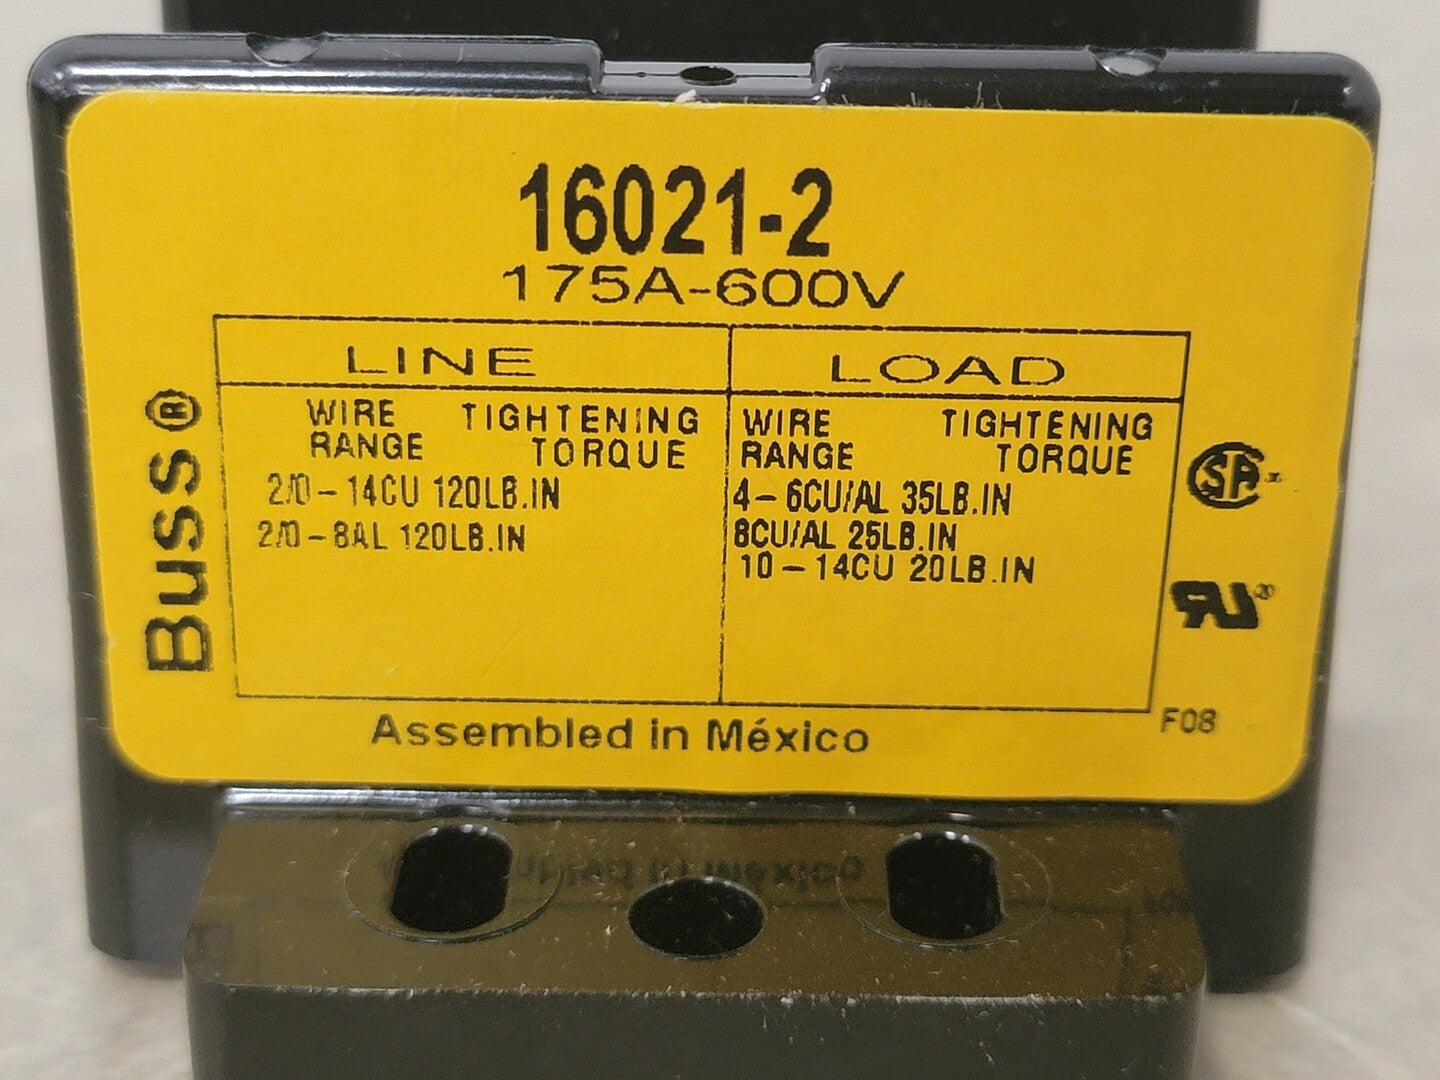 16021-2
175A-600V
LINE
LOAD
WIRE TIGHTENING
RANGE TORQUE
2/0-14CU 120LB.IN
2/0-8AL 120LB.IN
WIRE TIGHTENING
RANGE TORQUE
4-6CU/AL 35LB.IN
8CU/AL 25LB.IN
10-14CU 20LB.IN
Buss®
Assembled in México
F08